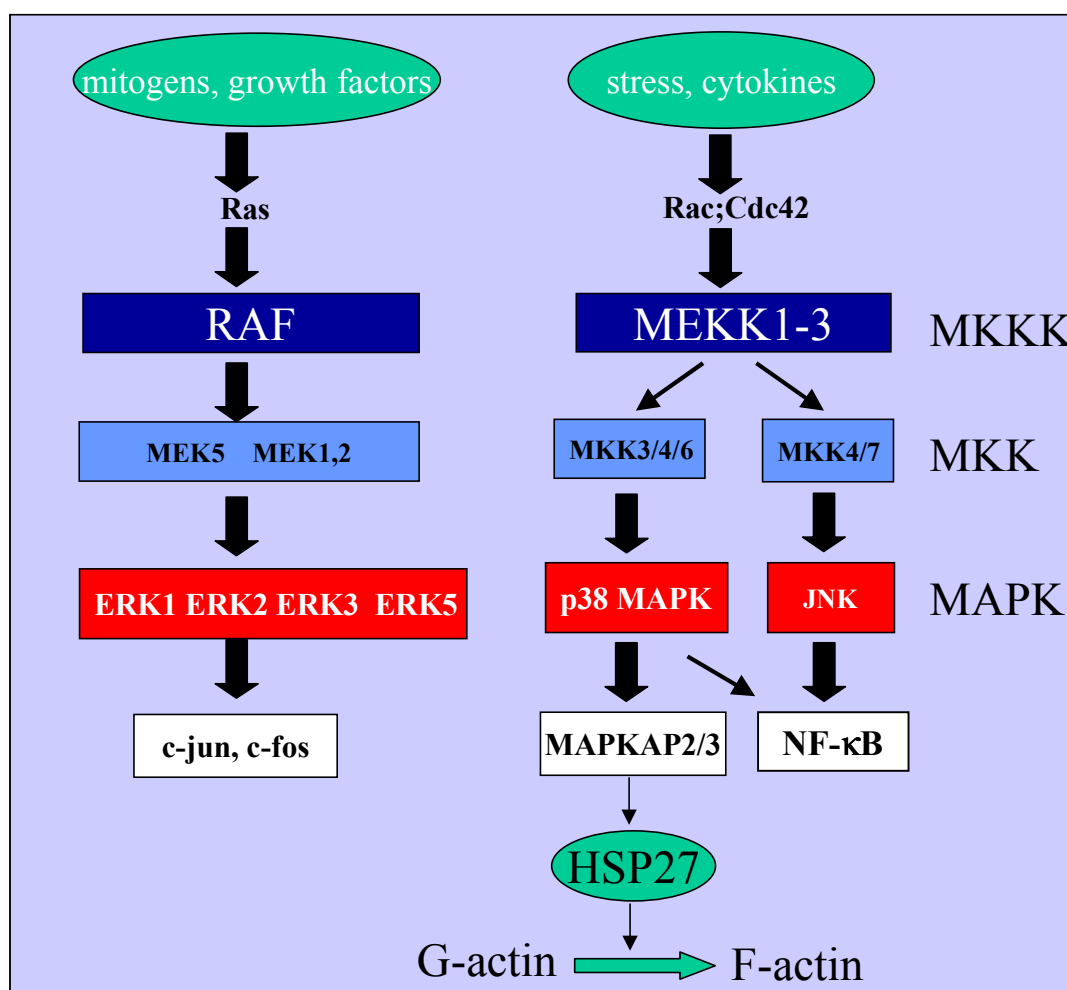 mitogens, growth factors
stress, cytokines
Ras
Rac;Cdc42
RAF
MEKK1-3
MKKK
MEK5 MEK1,2
MKK3/4/6
MKK4/7
MKK
ERK1 ERK2 ERK3 ERK5
p38 MAPK
JNK
MAPK
c-jun, c-fos
MAPKAP2/3
NF-κB
HSP27
G-actin
F-actin